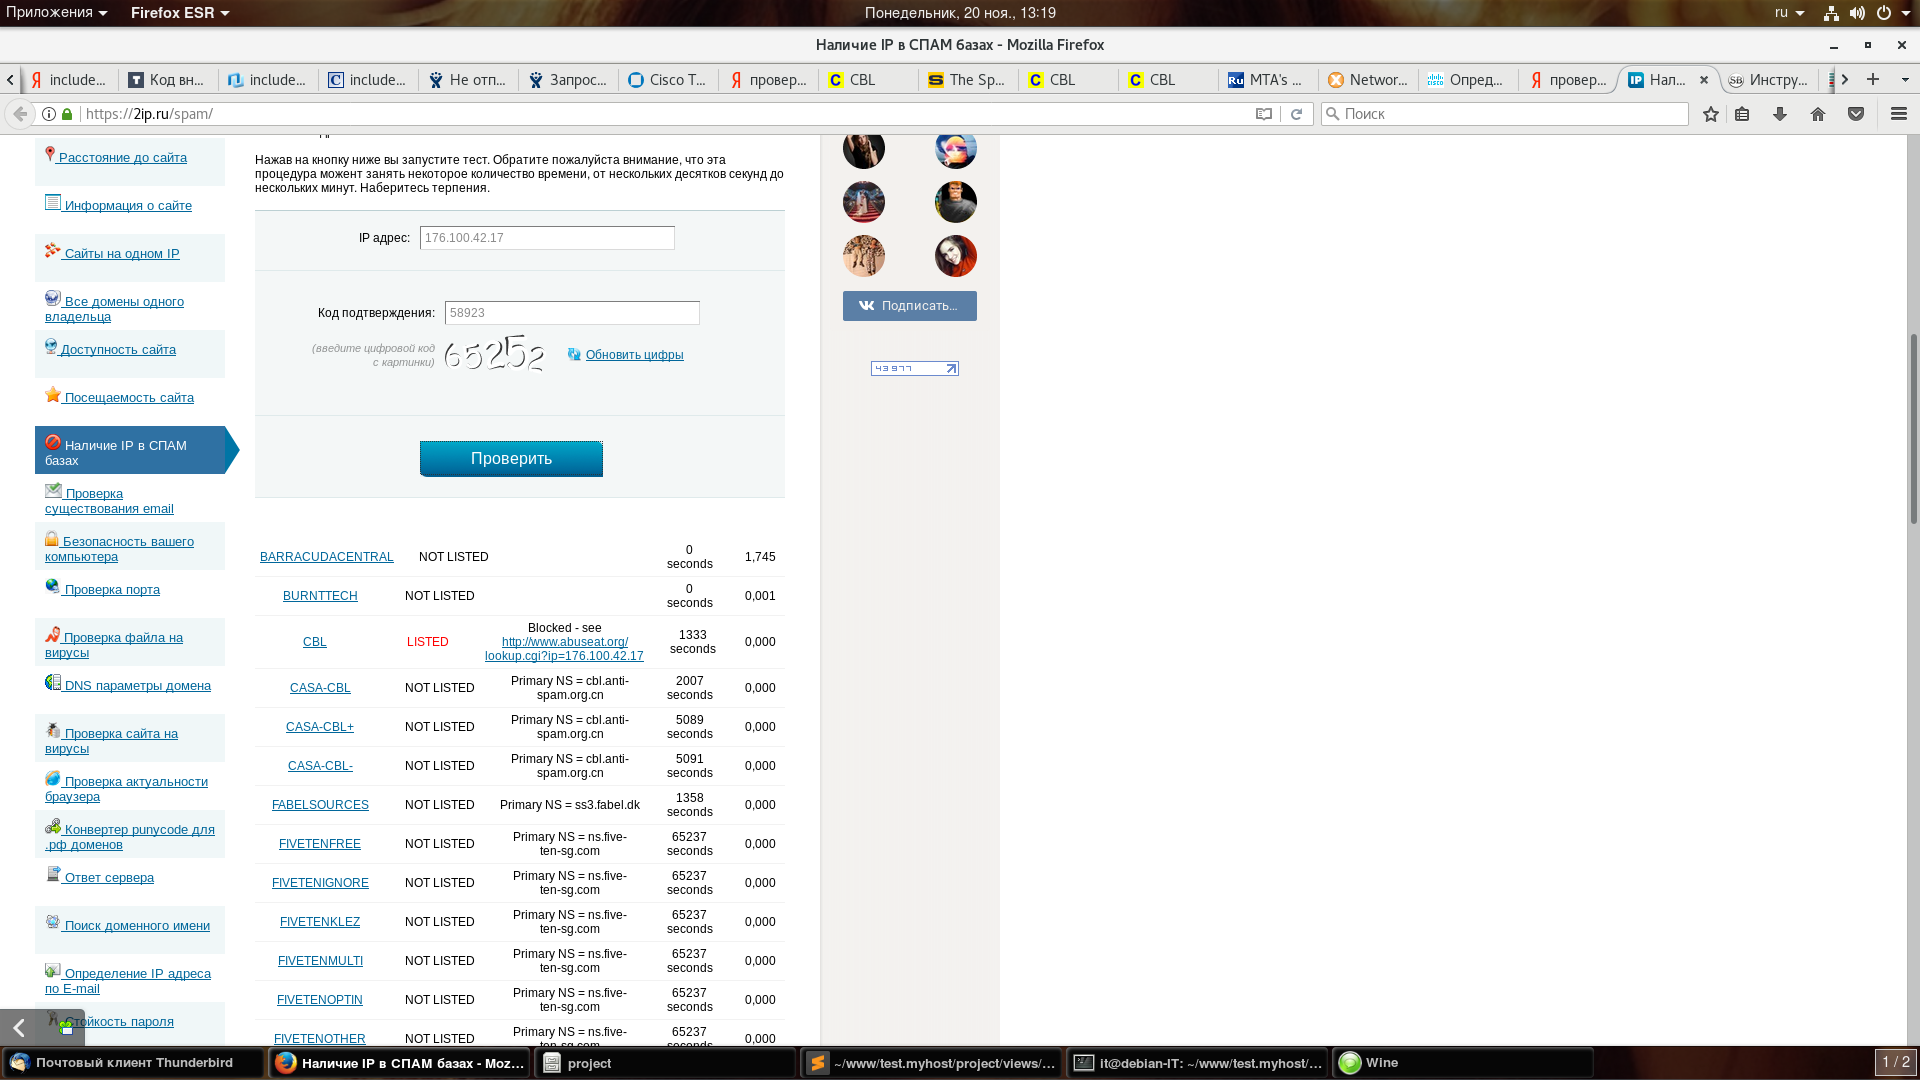 Приложения
Firefox ESR
Понедельник, 20 ноя., 13:19
ru
Наличие IP в СПАМ базах - Mozilla Firefox
include...
Код вн...
include...
include...
Не отп...
Запрос...
Cisco T...
провер...
CBL
The Sp...
CBL
CBL
MTA's ...
Networ...
Опред...
провер...
Нал...
Инстру...
https://2ip.ru/spam/
Поиск
Расстояние до сайта
Информация о сайте
Сайты на одном IP
Все домены одного
владельца
Доступность сайта
Посещаемость сайта
Наличие IP в СПАМ
базах
Проверка
существования email
Безопасность вашего
компьютера
Проверка порта
Проверка файла на
вирусы
DNS параметры домена
Проверка сайта на
вирусы
Проверка актуальности
браузера
Конвертер punycode для
.рф доменов
Ответ сервера
Поиск доменного имени
Определение IP адреса
по E-mail
Стойкость пароля
Нажав на кнопку ниже вы запустите тест. Обратите пожалуйста внимание, что эта
процедура можент занять некоторое количество времени, от нескольких десятков секунд до
нескольких минут. Наберитесь терпения.
IP адрес: 176.100.42.17
Код подтверждения: 58923
(введите цифровой код
с картинки)
65252
Обновить цифры
Проверить
BARRACUDACENTRAL NOT LISTED 0 seconds 1,745
BURNTTECH NOT LISTED 0 seconds 0,001
CBL LISTED Blocked - see http://www.abuseat.org/lookup.cgi?ip=176.100.42.17 1333 seconds 0,000
CASA-CBL NOT LISTED Primary NS = cbl.anti-spam.org.cn 2007 seconds 0,000
CASA-CBL+ NOT LISTED Primary NS = cbl.anti-spam.org.cn 5089 seconds 0,000
CASA-CBL- NOT LISTED Primary NS = cbl.anti-spam.org.cn 5091 seconds 0,000
FABELSOURCES NOT LISTED Primary NS = ss3.fabel.dk 1358 seconds 0,000
FIVETENFREE NOT LISTED Primary NS = ns.five-ten-sg.com 65237 seconds 0,000
FIVETENIGNORE NOT LISTED Primary NS = ns.five-ten-sg.com 65237 seconds 0,000
FIVETENKLEZ NOT LISTED Primary NS = ns.five-ten-sg.com 65237 seconds 0,000
FIVETENMULTI NOT LISTED Primary NS = ns.five-ten-sg.com 65237 seconds 0,000
FIVETENOPTIN NOT LISTED Primary NS = ns.five-ten-sg.com 65237 seconds 0,000
FIVETENOTHER NOT LISTED Primary NS = ns.five-ten-sg.com 65237 seconds 0,000
Подписать...
43977
Почтовый клиент Thunderbird
Наличие IP в СПАМ базах - Moz...
project
~/www/test.myhost/project/views/...
it@debian-IT: ~/www/test.myhost/...
Wine
1 / 2